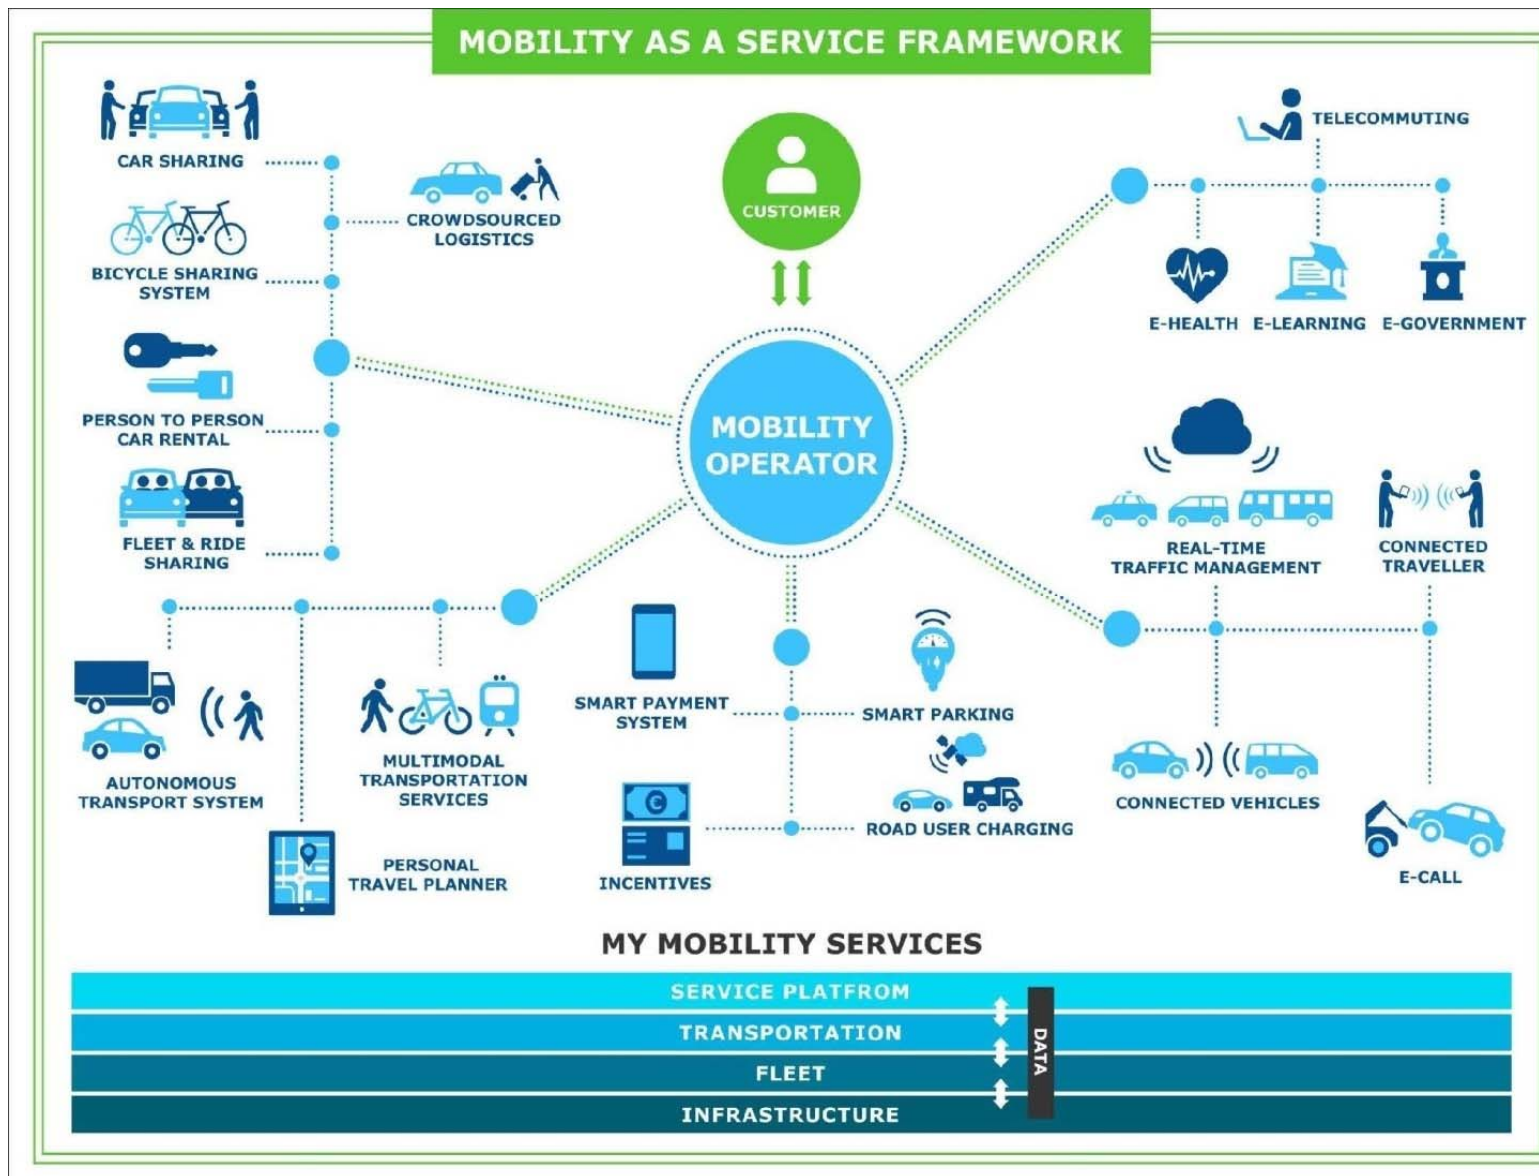 MOBILITY AS A SERVICE FRAMEWORK
CAR SHARING
CROWDSOURCED
LOGISTICS
BICYCLE SHARING
SYSTEM
PERSON TO PERSON
CAR RENTAL
FLEET & RIDE
SHARING
CUSTOMER
MOBILITY
OPERATOR
TELECOMMUTING
E-HEALTH
E-LEARNING
E-GOVERNMENT
REAL-TIME
TRAFFIC MANAGEMENT
CONNECTED
TRAVELLER
CONNECTED VEHICLES
E-CALL
AUTONOMOUS
TRANSPORT SYSTEM
PERSONAL
TRAVEL PLANNER
MULTIMODAL
TRANSPORTATION
SERVICES
SMART PAYMENT
SYSTEM
SMART PARKING
INCENTIVES
ROAD USER CHARGING
MY MOBILITY SERVICES
SERVICE PLATFROM
TRANSPORTATION
FLEET
INFRASTRUCTURE
DATA